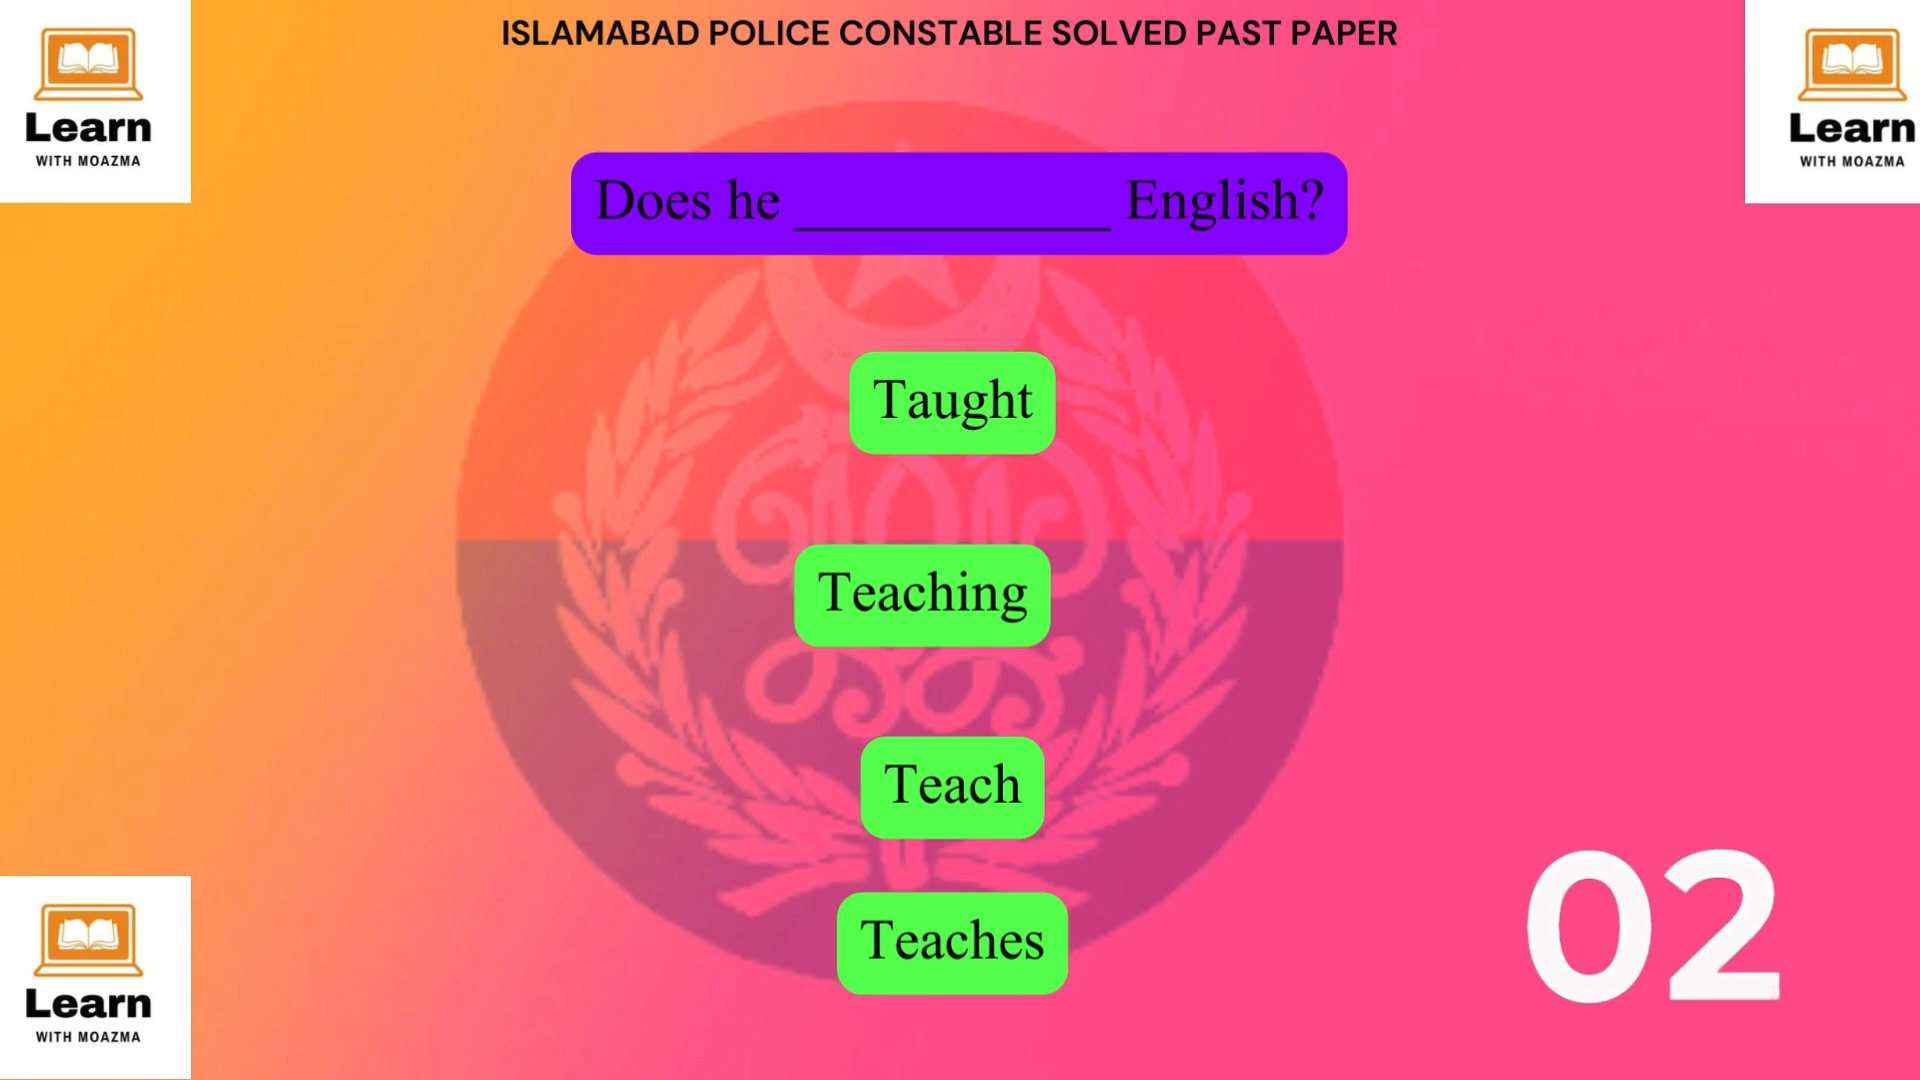 ISLAMABAD POLICE CONSTABLE SOLVED PAST PAPER
Learn
WITH MOAZMA
Learn
WITH MOAZMA
Does he ____________ English?
Taught
Teaching
Teach
Teaches
02
Learn
WITH MOAZMA